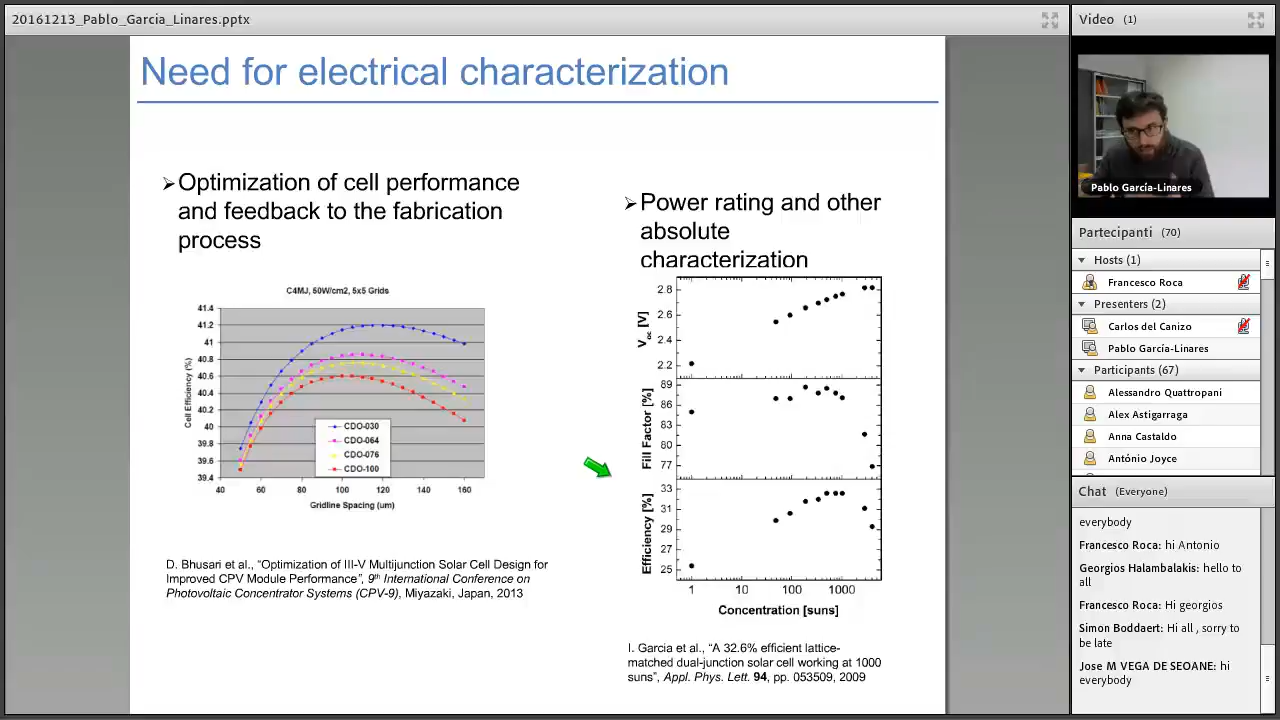 20161213_Pablo_Garcia_Linares.pptx
Need for electrical characterization
➢Optimization of cell performance
and feedback to the fabrication
process
C4MJ, 50W/cm2, 5x5 Grids
Cell Efficiency (%)
41.4
41.2
41
40.8
40.6
40.4
40.2
40
39.8
39.6
39.4
CDO-030
CDO-064
CDO-076
CDO-100
40 60 80 100 120 140 160
Gridline Spacing (um)
D. Bhusari et al., “Optimization of III-V Multijunction Solar Cell Design for
Improved CPV Module Performance”, 9th International Conference on
Photovoltaic Concentrator Systems (CPV-9), Miyazaki, Japan, 2013
➢Power rating and other
absolute
characterization
Voc [V]
2.8
2.6
2.4
2.2
Fill Factor [%]
89
86
83
80
77
Efficiency [%]
33
31
29
27
25
1 10 100 1000
Concentration [suns]
I. Garcia et al., “A 32.6% efficient lattice-
matched dual-junction solar cell working at 1000
suns”, Appl. Phys. Lett. 94, pp. 053509, 2009
Video (1)
Pablo García-Linares
Partecipanti (70)
Hosts (1)
Francesco Roca
Presenters (2)
Carlos del Canizo
Pablo García-Linares
Participants (67)
Alessandro Quattropani
Alex Astigarraga
Anna Castaldo
António Joyce
Chat (Everyone)
everybody
Francesco Roca: hi Antonio
Georgios Halambalakis: hello to
all
Francesco Roca: Hi georgios
Simon Boddaert: Hi all , sorry to
be late
Jose M VEGA DE SEOANE: hi
everybody